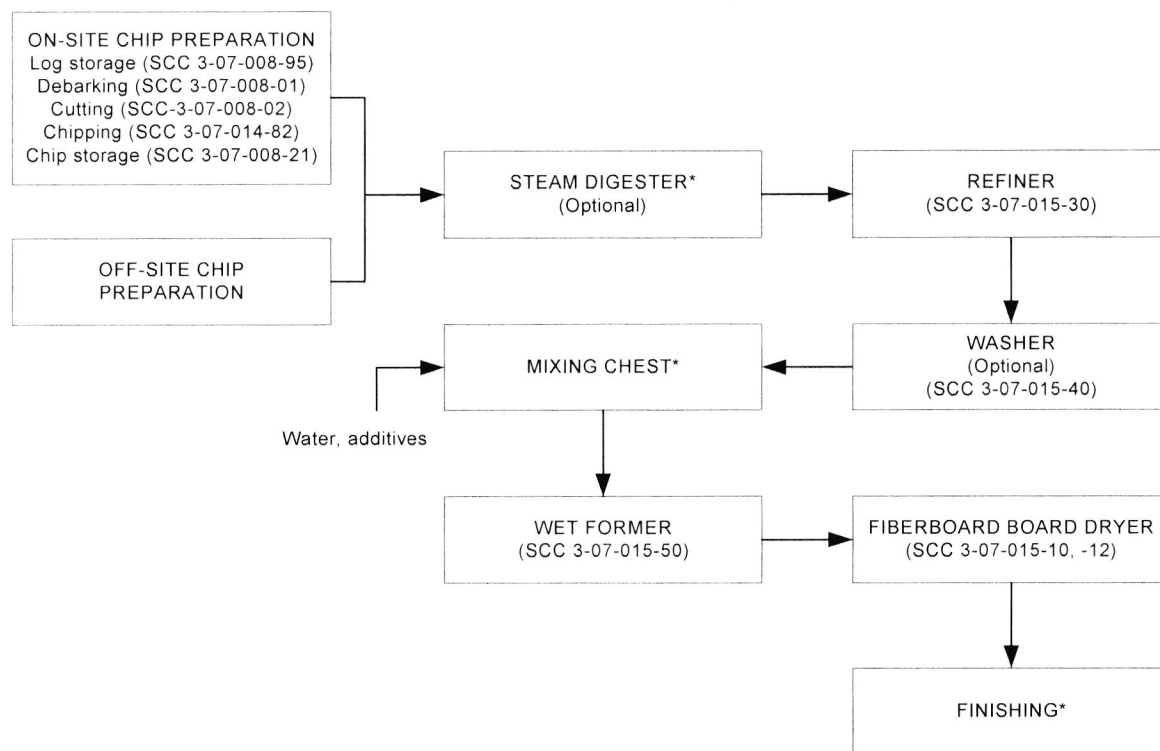 ON-SITE CHIP PREPARATION
Log storage (SCC 3-07-008-95)
Debarking (SCC 3-07-008-01)
Cutting (SCC-3-07-008-02)
Chipping (SCC 3-07-014-82)
Chip storage (SCC 3-07-008-21)
OFF-SITE CHIP
PREPARATION
STEAM DIGESTER*
(Optional)
REFINER
(SCC 3-07-015-30)
WASHER
(Optional)
(SCC 3-07-015-40)
MIXING CHEST*
Water, additives
WET FORMER
(SCC 3-07-015-50)
FIBERBOARD BOARD DRYER
(SCC 3-07-015-10, -12)
FINISHING*